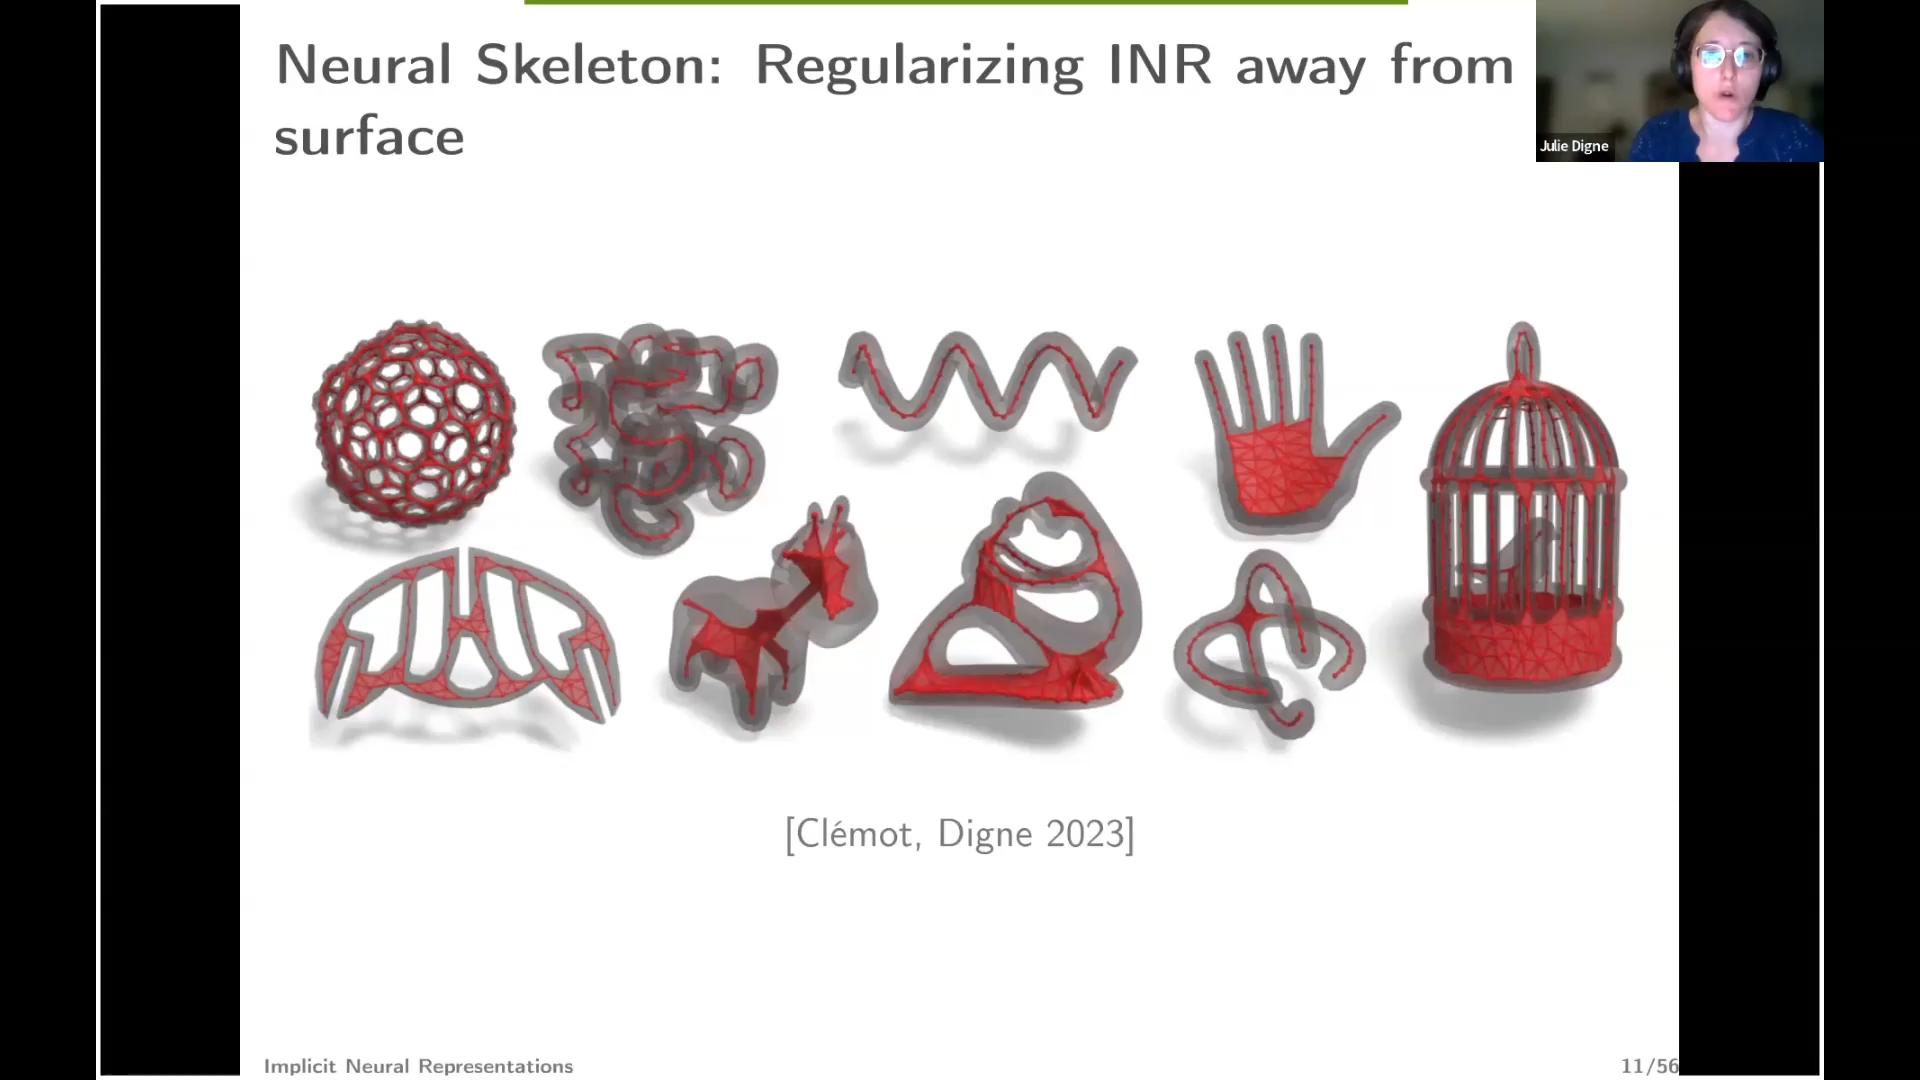 Neural Skeleton: Regularizing INR away from
surface
Julie Digne
[Clémot, Digne 2023]
Implicit Neural Representations
11/56